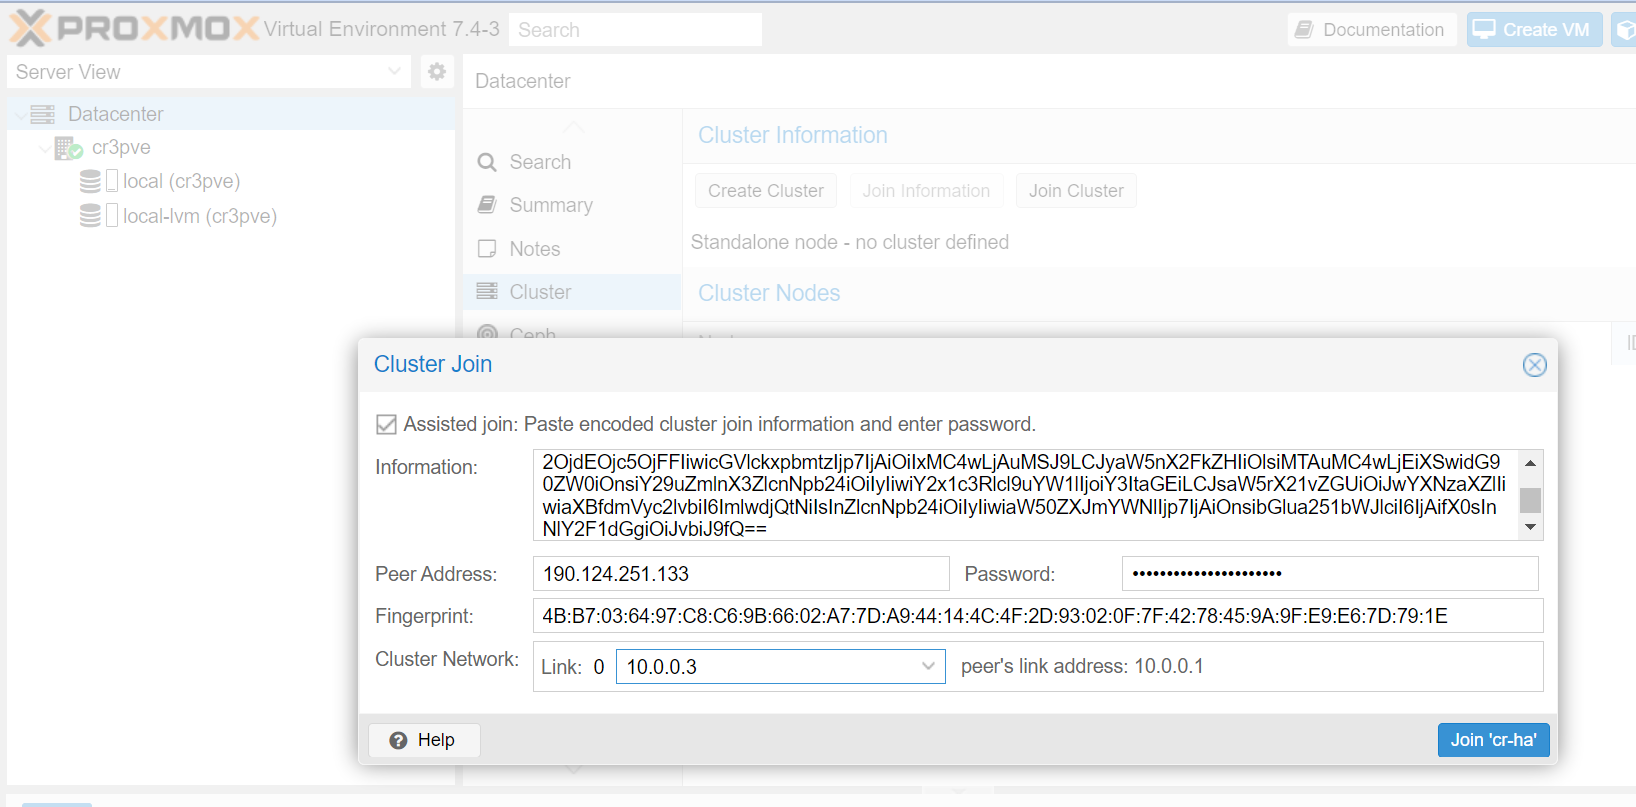 PROXMOX Virtual Environment 7.4-3 Search Documentation Create VM
Server View
Datacenter
Datacenter
cr3pve
local (cr3pve)
local-lvm (cr3pve)
Search
Summary
Notes
Cluster
Ceph
Cluster Information
Create Cluster Join Information Join Cluster
Standalone node - no cluster defined
Cluster Nodes
Cluster Join
Assisted join: Paste encoded cluster join information and enter password.
Information:
2OjdEOjc5OjFFIiwicGVlckxpbmtzIjp7IjAiOiIxMC4wLjAuMSJ9LCJyaW5nX2FkZHIiOlsiMTAuMC4wLjEiXSwidG9
0ZW0iOnsiY29uZmlnX3ZlcnNpb24iOiIyIiwiY2x1c3Rlcl9uYW1lIjoiY3ItaGEiLCJsaW5rX21vZGUiOiJwYXNzaXZlIi
wiaXBfdmVyc2lvbiI6ImlwdjQtNiIsInZlcnNpb24iOiIyIiwiaW50ZXJmYWNlIjp7IjAiOnsibGlua251bWJlciI6IjAifX0sIn
NlY2F1dGgiOiJvbiJ9fQ==
Peer Address: 190.124.251.133 Password: ••••••••••••••••••••••
Fingerprint: 4B:B7:03:64:97:C8:C6:9B:66:02:A7:7D:A9:44:14:4C:4F:2D:93:02:0F:7F:42:78:45:9A:9F:E9:E6:7D:79:1E
Cluster Network: Link: 0 10.0.0.3 peer's link address: 10.0.0.1
Help Join 'cr-ha'